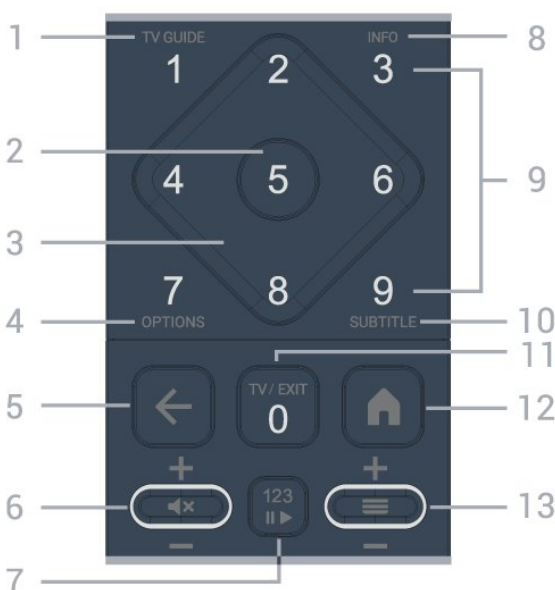 1 TV GUIDE INFO 8
1 2 3
2
4 5 6 9
3
7 8 9
4 OPTIONS SUBTITLE 10
11
5 TV / EXIT 12
0
+ +
6 123 13
− −
7